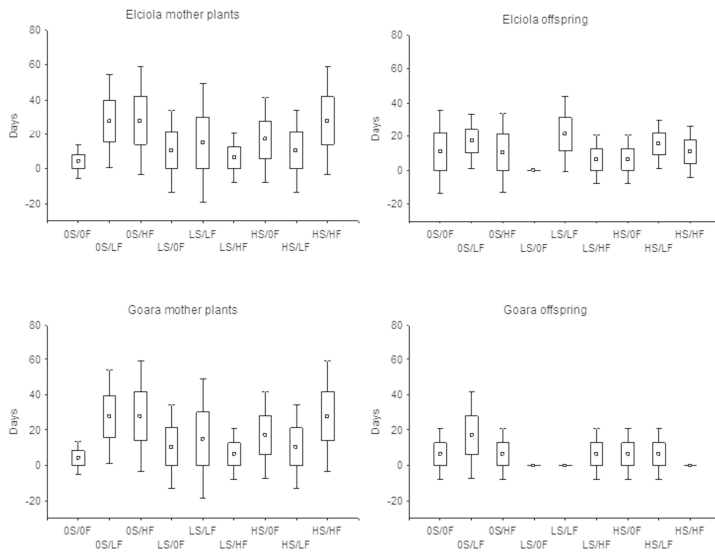 Elciola mother plants
80
60
40
20
0
-20
Days
0S/0F 0S/HF LS/LF HS/0F HS/HF
0S/LF LS/0F LS/HF HS/LF
Elciola offspring
80
60
40
20
0
-20
0S/0F 0S/HF LS/LF HS/0F HS/HF
0S/LF LS/0F LS/HF HS/LF
Goara mother plants
80
60
40
20
0
-20
Days
0S/0F 0S/HF LS/LF HS/0F HS/HF
0S/LF LS/0F LS/HF HS/LF
Goara offspring
80
60
40
20
0
-20
Days
0S/0F 0S/HF LS/LF HS/0F HS/HF
0S/LF LS/0F LS/HF HS/LF